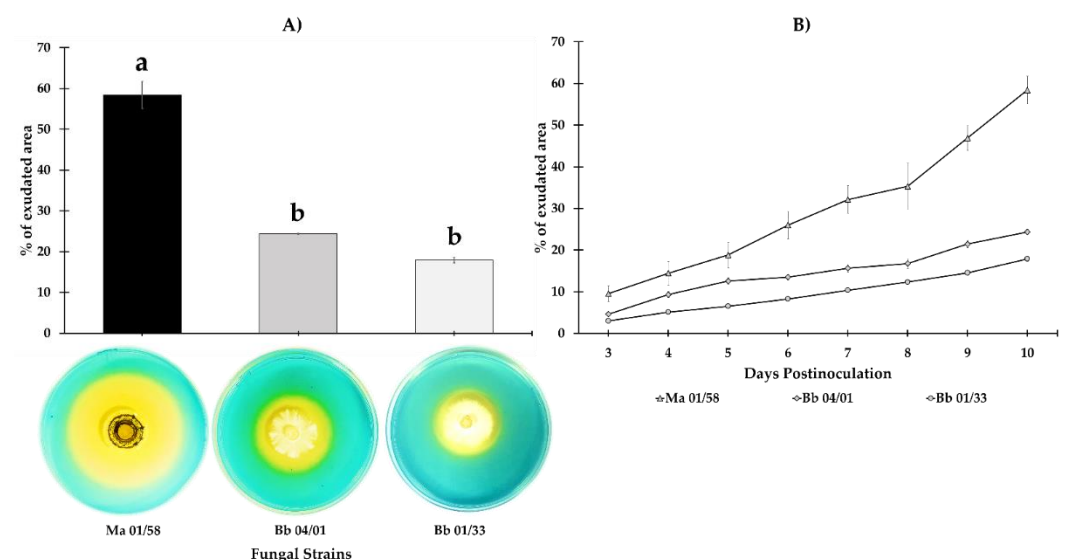 A)
% of exudated area
70
60
50
40
30
20
10
0
a
b
b
Ma 01/58
Bb 04/01
Bb 01/33
Fungal Strains
B)
% of exudated area
70
60
50
40
30
20
10
0
3 4 5 6 7 8 9 10
Days Postinoculation
Ma 01/58 Bb 04/01 Bb 01/33